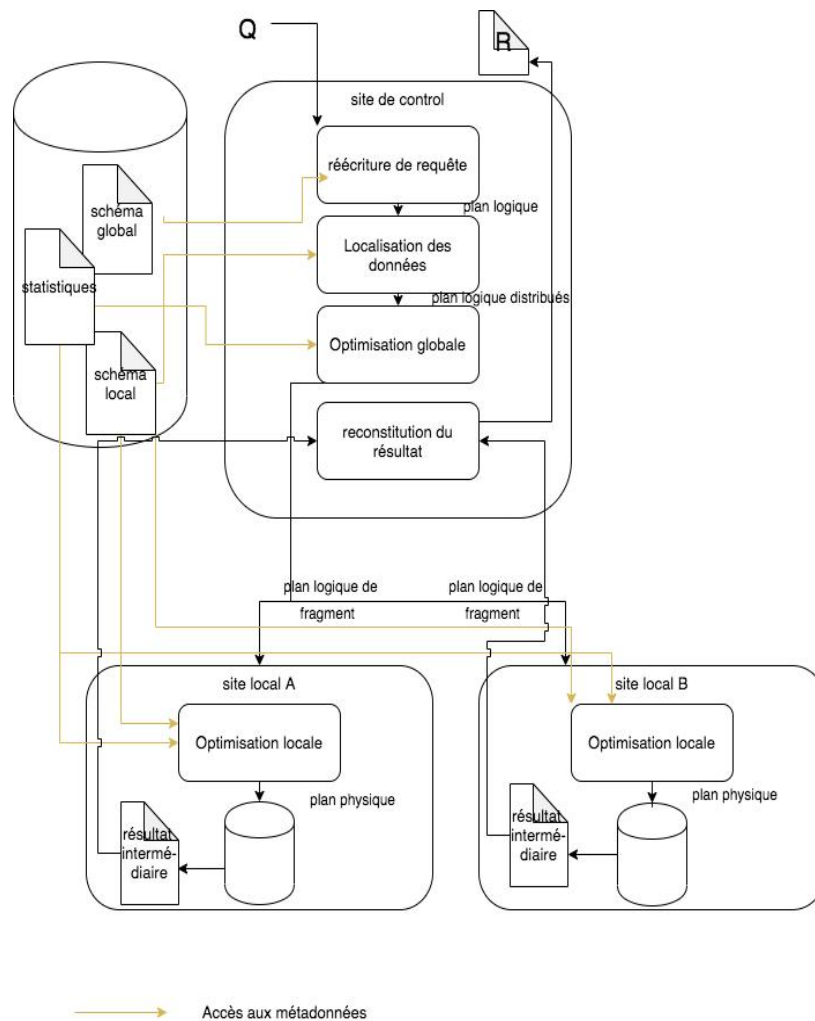 Q
R
site de control
réécriture de requête
plan logique
schéma
global
Localisation des
données
statistiques
plan logique distribués
Optimisation globale
schéma
local
reconstitution du
résultat
plan logique de
fragment
plan logique de
fragment
site local A
site local B
Optimisation locale
Optimisation locale
plan physique
plan physique
résultat
intermé-
diaire
résultat
intermé-
diaire
Accès aux métadonnées